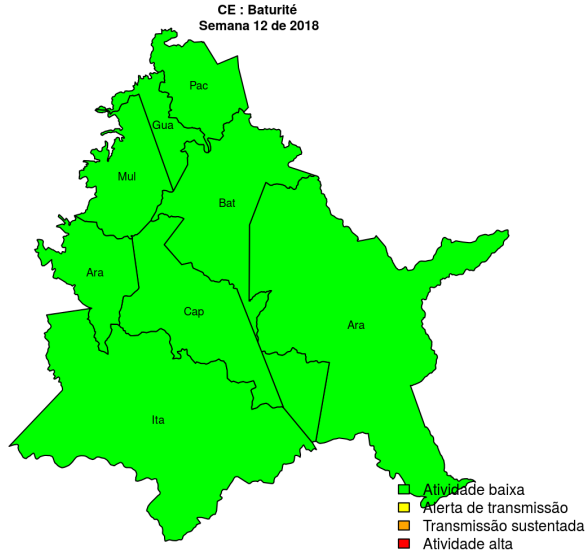 CE : Baturité
Semana 12 de 2018
Pac
Gua
Mul
Bat
Ara
Cap
Ara
Ita
Atividade baixa
Alerta de transmissão
Transmissão sustentada
Atividade alta